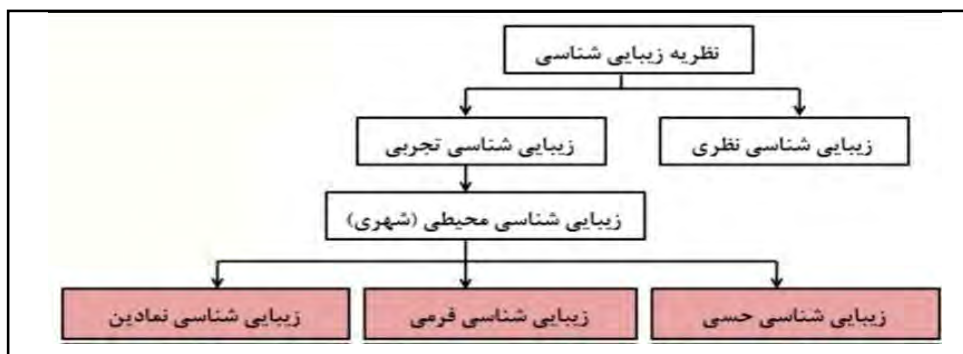 نظریه زیبایی شناسی
زیبایی شناسی نظری
زیبایی شناسی تجربی
زیبایی شناسی محیطی (شهری)
زیبایی شناسی حسی
زیبایی شناسی فرمی
زیبایی شناسی نمادین